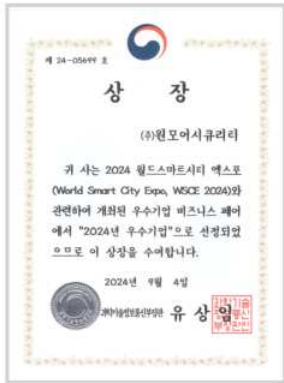 제 24-05699 호
상 장
(주)원모어시큐리티
귀 사는 2024 월드스마트시티 엑스포
(World Smart City Expo, WSCE 2024)와
관련하여 개최된 우수기업 비즈니스 페어
에서 "2024년 우수기업"으로 선정되었
으므로 이 상장을 수여합니다.
2024년 9월 4일
과학기술정보통신부장관 유 상 임